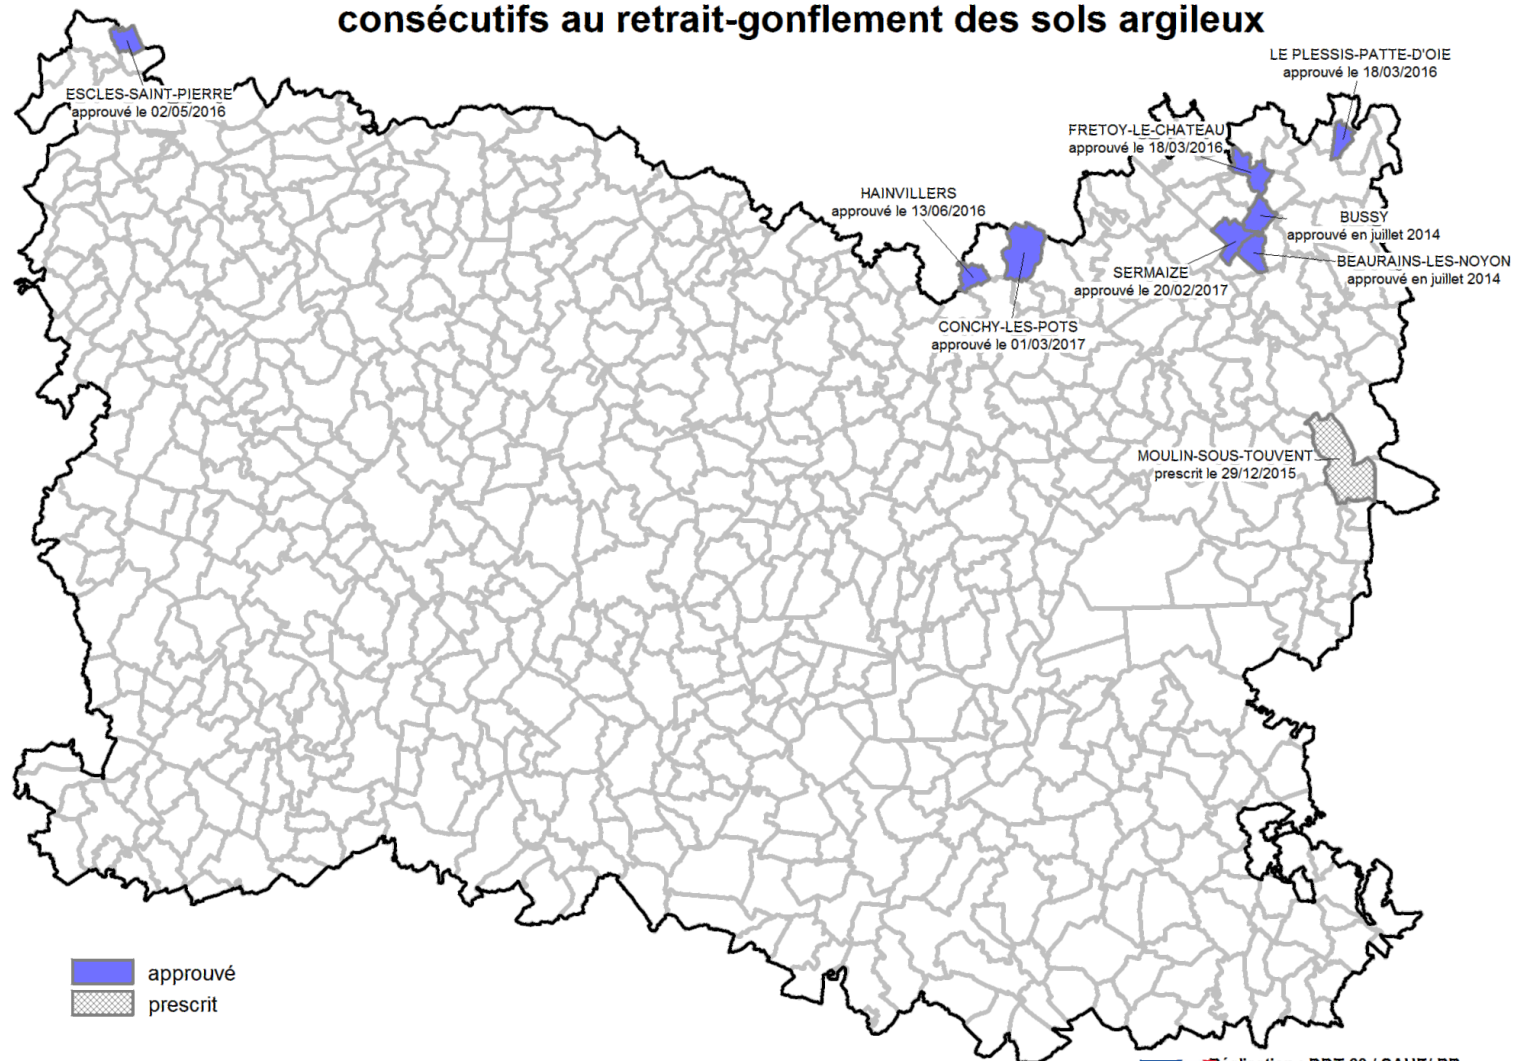 consécutifs au retrait-gonflement des sols argileux
ESCLES-SAINT-PIERRE
approuvé le 02/05/2016
LE PLESSIS-PATTE-D'OIE
approuvé le 18/03/2016
FRETOY-LE-CHATEAU
approuvé le 18/03/2016
HAINVILLERS
approuvé le 13/06/2016
BUSSY
approuvé en juillet 2014
BEAURAINS-LES-NOYON
approuvé en juillet 2014
SERMAIZE
approuvé le 20/02/2017
CONCHY-LES-POTS
approuvé le 01/03/2017
MOULIN-SOUS-TOUVENT
prescrit le 29/12/2015
approuvé
prescrit